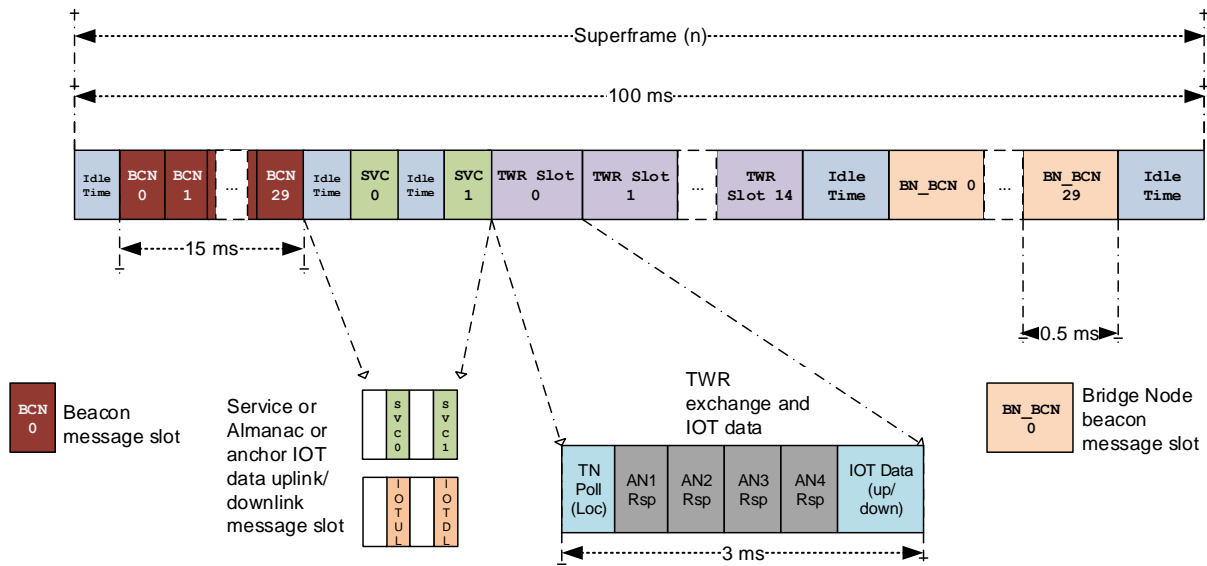 Superframe (n)
100 ms
Idle
Time
BCN
0
BCN
1
...
BCN
29
Idle
Time
SVC
0
Idle
Time
SVC
1
TWR Slot
0
TWR Slot
1
...
TWR
Slot 14
Idle
Time
BN_BCN 0
...
BN_BCN
29
Idle
Time
15 ms
0.5 ms
BCN
0
Beacon
message slot
Service or
Almanac or
anchor IOT
data uplink/
downlink
message slot
svc0
svc1
IOTUL
IOTDL
TWR
exchange and
IOT data
TN
Poll
(Loc)
AN1
Rsp
AN2
Rsp
AN3
Rsp
AN4
Rsp
IOT Data
(up/
down)
3 ms
BN_BCN
0
Bridge Node
beacon
message slot